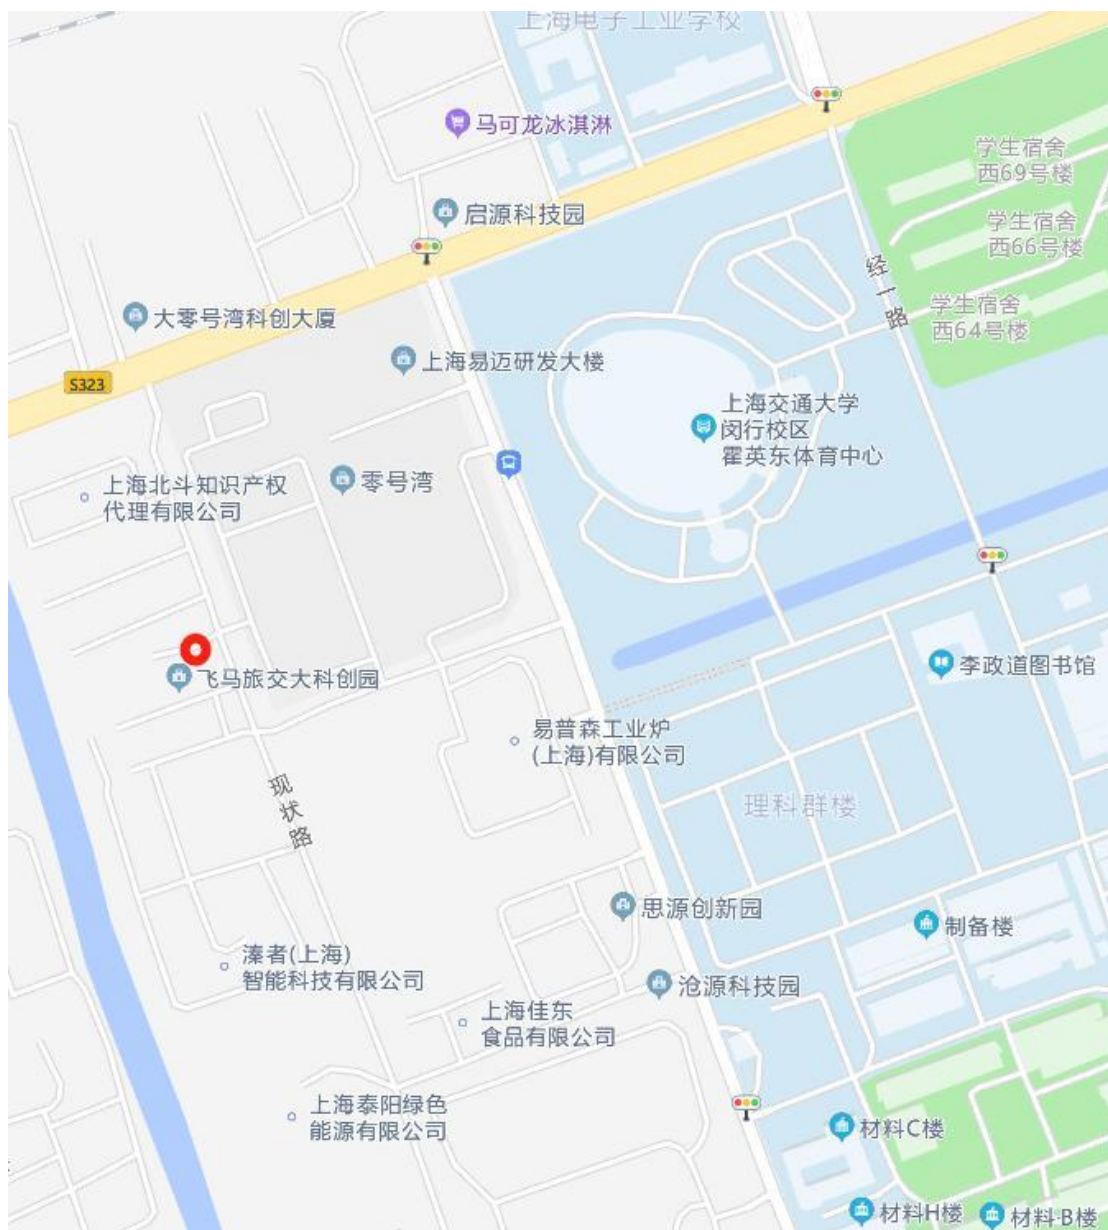 上海电子工业学校
马可龙冰淇淋
学生宿舍
西69号楼
启源科技园
学生宿舍
西66号楼
经一路
大零号湾科创大厦
学生宿舍
西64号楼
上海易迈研发大楼
S323
上海交通大学
闵行校区
霍英东体育中心
零号湾
上海北斗知识产权
代理有限公司
李政道图书馆
飞马旅交大科创园
易普森工业炉
(上海)有限公司
现状路
理科群楼
思源创新园
制备楼
溱者(上海)
智能科技有限公司
沧源科技园
上海佳东
食品有限公司
上海泰阳绿色
能源有限公司
材料C楼
材料H楼
材料B楼